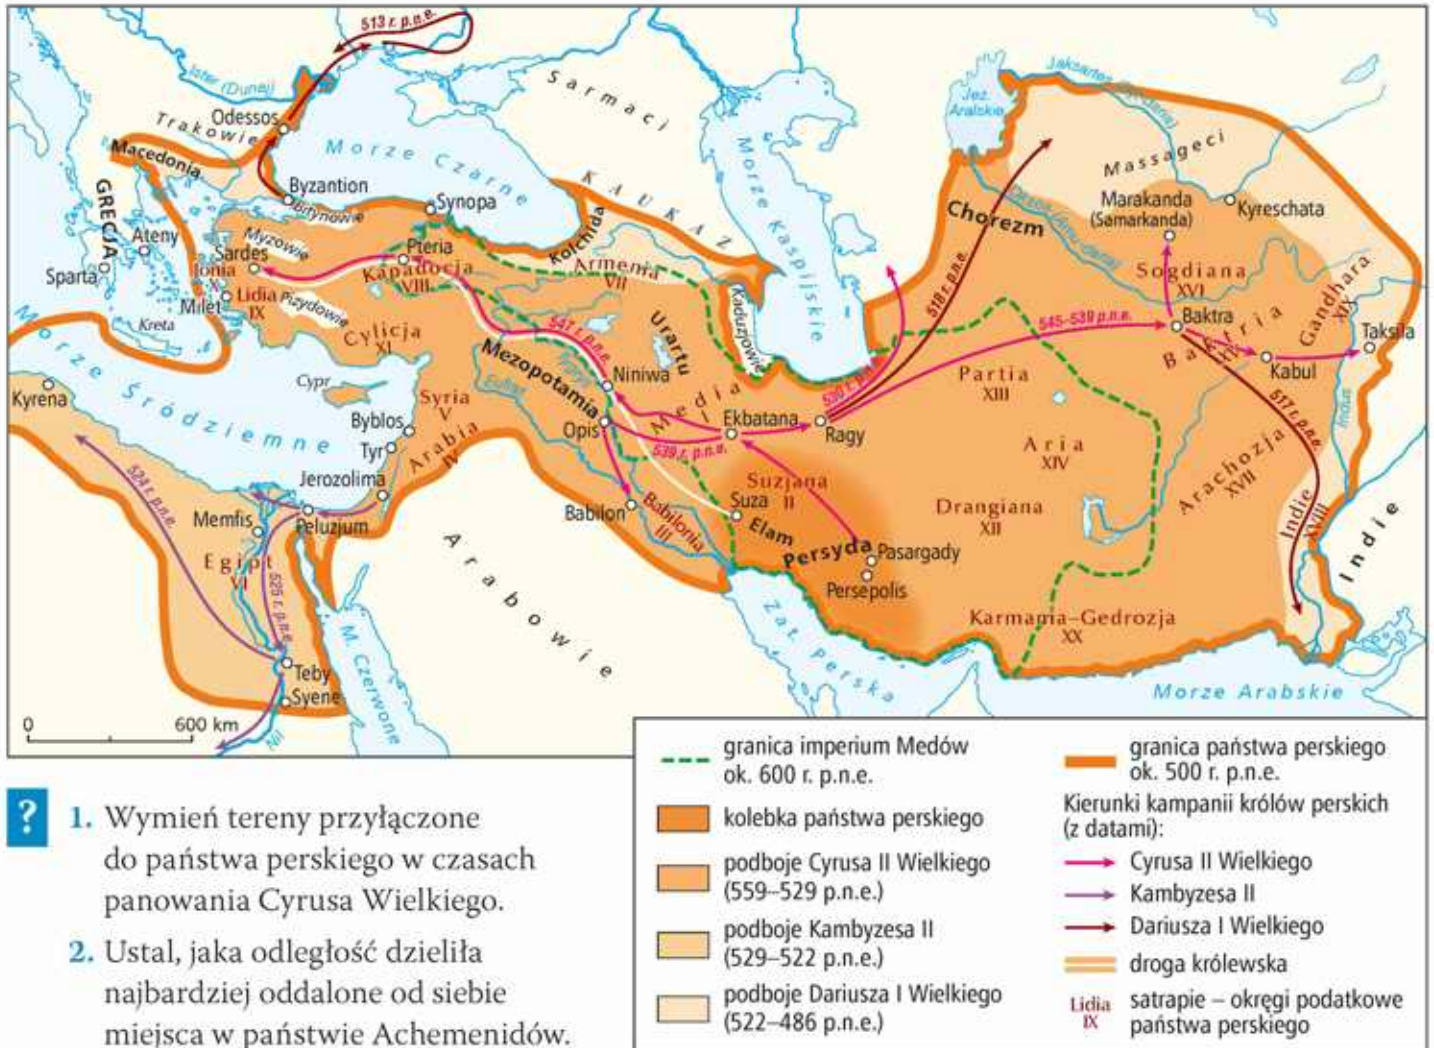 513 r. p.n.e.
Ister (Dunaj)
Sarmaci
Jez.
Aralskie
Massageci
Odessos
Trakowie
Macedonia
Morze Czarne
Morze Kaspijskie
KAUKAZ
Marakanda
(Samarkanda)
Kyreschata
GRECJA
Byzantion
Bitynowie
Synopa
Kolchida
Chorezm
Ateny
Myzowie
Sardes
Pteria
Armenia
VII
Sogdiana
XVI
Gandhara
XIX
Sparta
Jonia
X
Kapadocja
VIII
518 r. p.n.e.
Milet
Lidia
IX
Pizydowie
547 r. p.n.e.
Urartu
Kaduzjowie
545–539 p.n.e.
Baktra
Baktria
Taksila
Kreta
Cylicja
XI
Mezopotamia
Tygrys
Niniwa
530 r. p.n.e.
Partia
XIII
Kabul
Morze Śródziemne
Cypr
Syria
V
Eufrat
Media
I
Ekbatana
Ragy
517 r. p.n.e.
Indus
Kyrena
Byblos
Opis
539 r. p.n.e.
Aria
XIV
Arachozja
XVII
Tyr
Arabia
IV
Suzjana
II
Jerozolima
524 r. p.n.e.
Memfis
Peluzjum
Babilon
Babilonia
III
Suza
Elam
Drangiana
XII
Indie
XVIII
Indie
Egipt
VI
Persyda
Pasargady
Persepolis
525 r. p.n.e.
Arabowie
Karmania–Gedrozja
XX
Teby
Syene
M. Czerwone
Zat. Perska
Morze Arabskie
0 600 km
Nil
granica imperium Medów
ok. 600 r. p.n.e.
kolebka państwa perskiego
podboje Cyrusa II Wielkiego
(559–529 p.n.e.)
podboje Kambyzesa II
(529–522 p.n.e.)
podboje Dariusza I Wielkiego
(522–486 p.n.e.)
granica państwa perskiego
ok. 500 r. p.n.e.
Kierunki kampanii królów perskich
(z datami):
Cyrusa II Wielkiego
Kambyzesa II
Dariusza I Wielkiego
droga królewska
Lidia
IX
satrapie – okręgi podatkowe
państwa perskiego
?
1. Wymień tereny przyłączone
do państwa perskiego w czasach
panowania Cyrusa Wielkiego.
2. Ustal, jaka odległość dzieliła
najbardziej oddalone od siebie
miejsca w państwie Achemenidów.